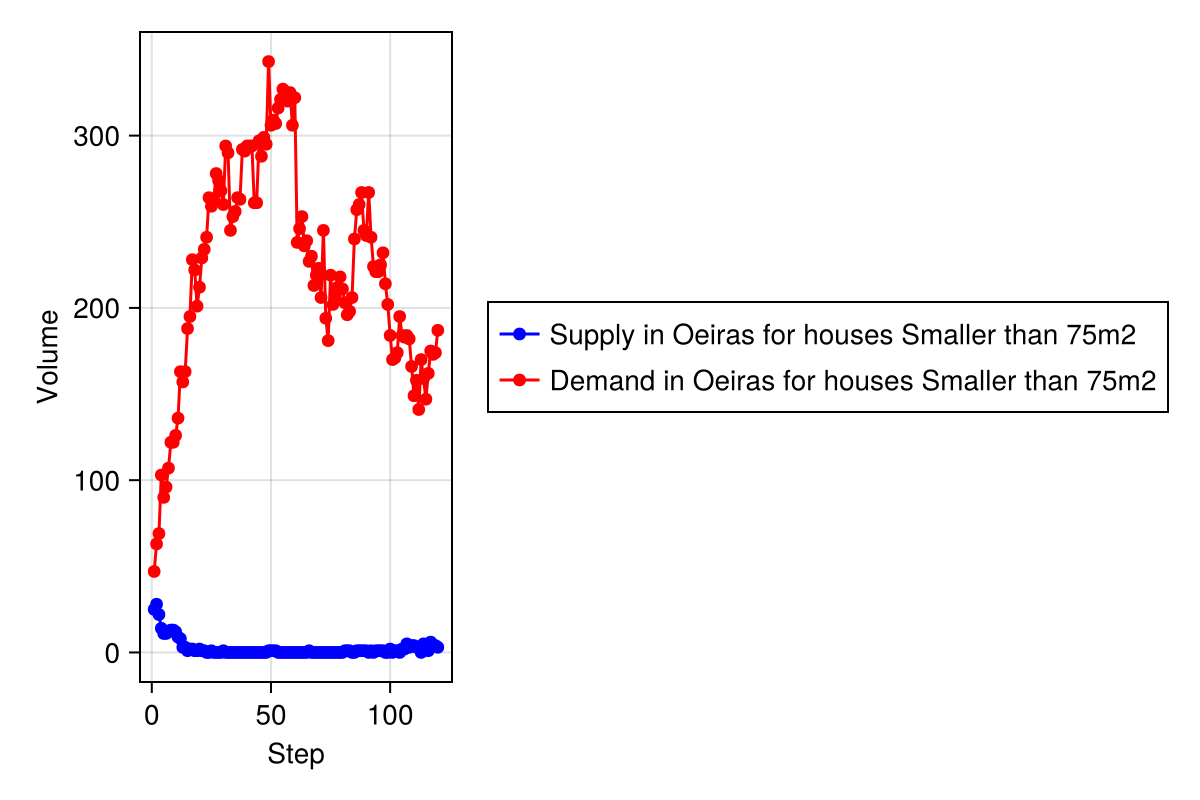 Volume
300
200
100
0
0 50 100
Step
Supply in Oeiras for houses Smaller than 75m2
Demand in Oeiras for houses Smaller than 75m2